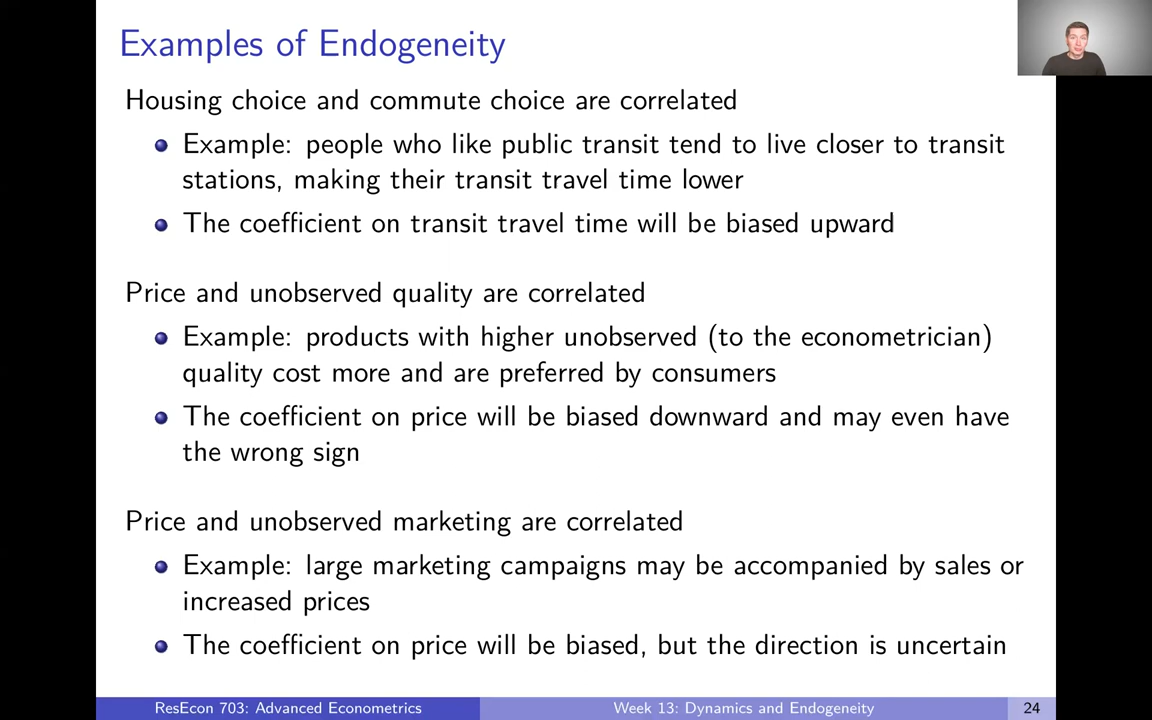 Examples of Endogeneity
Housing choice and commute choice are correlated
Example: people who like public transit tend to live closer to transit
stations, making their transit travel time lower
The coefficient on transit travel time will be biased upward
Price and unobserved quality are correlated
Example: products with higher unobserved (to the econometrician)
quality cost more and are preferred by consumers
The coefficient on price will be biased downward and may even have
the wrong sign
Price and unobserved marketing are correlated
Example: large marketing campaigns may be accompanied by sales or
increased prices
The coefficient on price will be biased, but the direction is uncertain
ResEcon 703: Advanced Econometrics
Week 13: Dynamics and Endogeneity
24